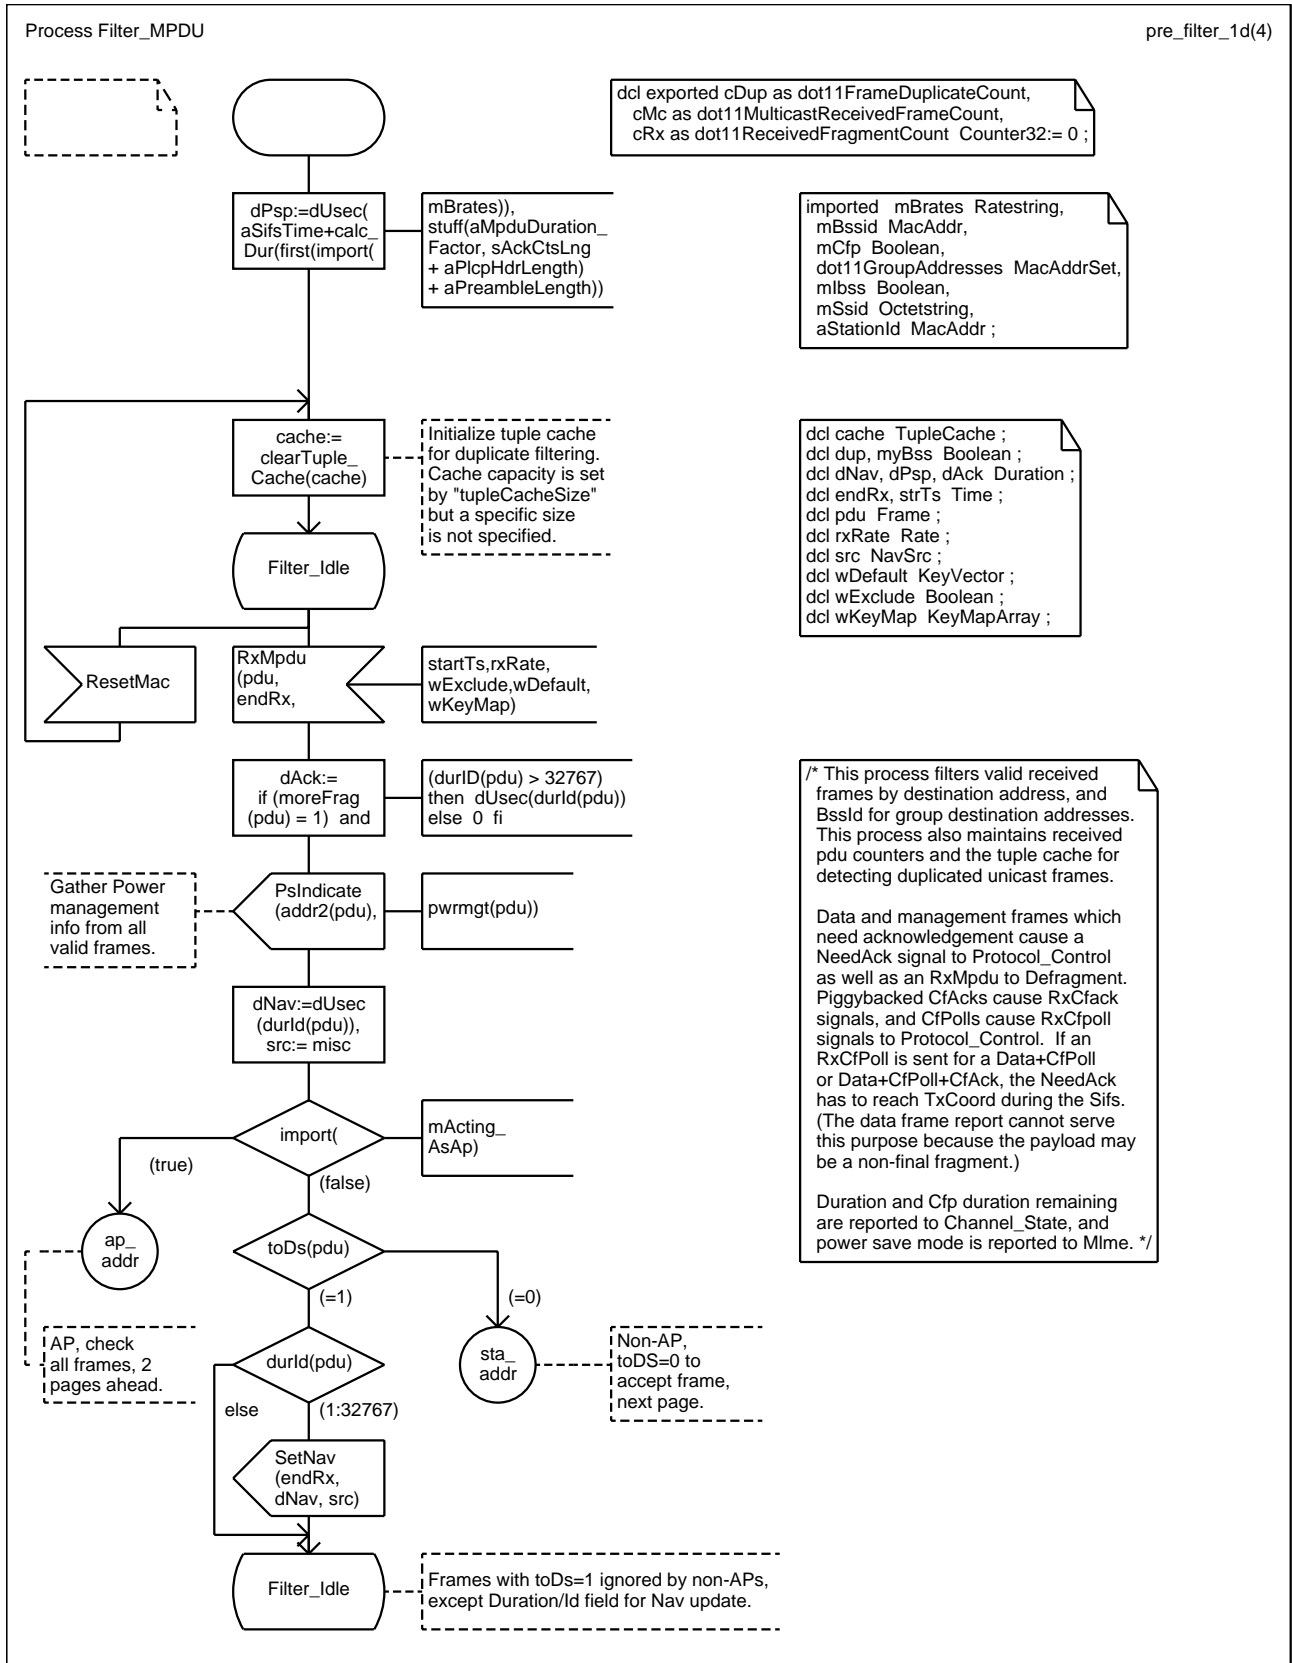 Process Filter_MPDU
pre_filter_1d(4)
dcl exported cDup as dot11FrameDuplicateCount,
cMc as dot11MulticastReceivedFrameCount,
cRx as dot11ReceivedFragmentCount Counter32:= 0 ;
dPsp:=dUsec(
aSifsTime+calc_
Dur(first(import(
mBrates)),
stuff(aMpduDuration_
Factor, sAckCtsLng
+ aPlcpHdrLength)
+ aPreambleLength))
imported mBrates Ratestring,
mBssid MacAddr,
mCfp Boolean,
dot11GroupAddresses MacAddrSet,
mIbss Boolean,
mSsid Octetstring,
aStationId MacAddr ;
cache:=
clearTuple_
Cache(cache)
Initialize tuple cache
for duplicate filtering.
Cache capacity is set
by "tupleCacheSize"
but a specific size
is not specified.
dcl cache TupleCache ;
dcl dup, myBss Boolean ;
dcl dNav, dPsp, dAck Duration ;
dcl endRx, strTs Time ;
dcl pdu Frame ;
dcl rxRate Rate ;
dcl src NavSrc ;
dcl wDefault KeyVector ;
dcl wExclude Boolean ;
dcl wKeyMap KeyMapArray ;
Filter_Idle
ResetMac
RxMpdu
(pdu,
endRx,
startTs,rxRate,
wExclude,wDefault,
wKeyMap)
dAck:=
if (moreFrag
(pdu) = 1) and
(durID(pdu) > 32767)
then dUsec(durId(pdu))
else 0 fi
/* This process filters valid received
frames by destination address, and
BssId for group destination addresses.
This process also maintains received
pdu counters and the tuple cache for
detecting duplicated unicast frames.
Data and management frames which
need acknowledgement cause a
NeedAck signal to Protocol_Control
as well as an RxMpdu to Defragment.
Piggybacked CfAcks cause RxCfack
signals, and CfPolls cause RxCfpoll
signals to Protocol_Control. If an
RxCfPoll is sent for a Data+CfPoll
or Data+CfPoll+CfAck, the NeedAck
has to reach TxCoord during the Sifs.
(The data frame report cannot serve
this purpose because the payload may
be a non-final fragment.)
Duration and Cfp duration remaining
are reported to Channel_State, and
power save mode is reported to Mlme. */
Gather Power
management
info from all
valid frames.
PsIndicate
(addr2(pdu),
pwrmgt(pdu))
dNav:=dUsec
(durId(pdu)),
src:= misc
import(
mActing_
AsAp)
(true)
(false)
ap_
addr
toDs(pdu)
(=1)
(=0)
AP, check
all frames, 2
pages ahead.
durId(pdu)
sta_
addr
Non-AP,
toDS=0 to
accept frame,
next page.
else
(1:32767)
SetNav
(endRx,
dNav, src)
Filter_Idle
Frames with toDs=1 ignored by non-APs,
except Duration/Id field for Nav update.